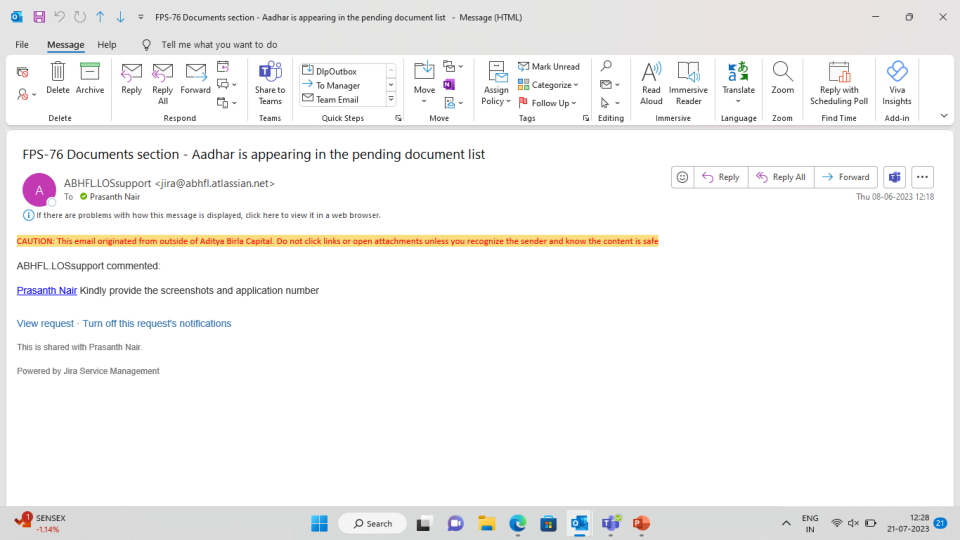 FPS-76 Documents section - Aadhar is appearing in the pending document list - Message (HTML)
File Message Help Tell me what you want to do
Delete Archive Reply Reply All Forward Share to Teams
DlpOutbox
To Manager
Team Email
Move Assign Policy
Mark Unread
Categorize
Follow Up
Read Aloud Immersive Reader Translate Zoom Reply with Scheduling Poll Viva Insights
Delete Respond Teams Quick Steps Move Tags Editing Immersive Language Zoom Find Time Add-in
FPS-76 Documents section - Aadhar is appearing in the pending document list
A
ABHFL.LOSsupport <jira@abhfl.atlassian.net>
To Prasanth Nair
Reply Reply All Forward
Thu 08-06-2023 12:18
If there are problems with how this message is displayed, click here to view it in a web browser.
CAUTION: This email originated from outside of Aditya Birla Capital. Do not click links or open attachments unless you recognize the sender and know the content is safe
ABHFL.LOSsupport commented:
Prasanth Nair Kindly provide the screenshots and application number
View request · Turn off this request's notifications
This is shared with Prasanth Nair.
Powered by Jira Service Management
1 SENSEX
-1.14%
Search
ENG
IN
12:28
21-07-2023
21